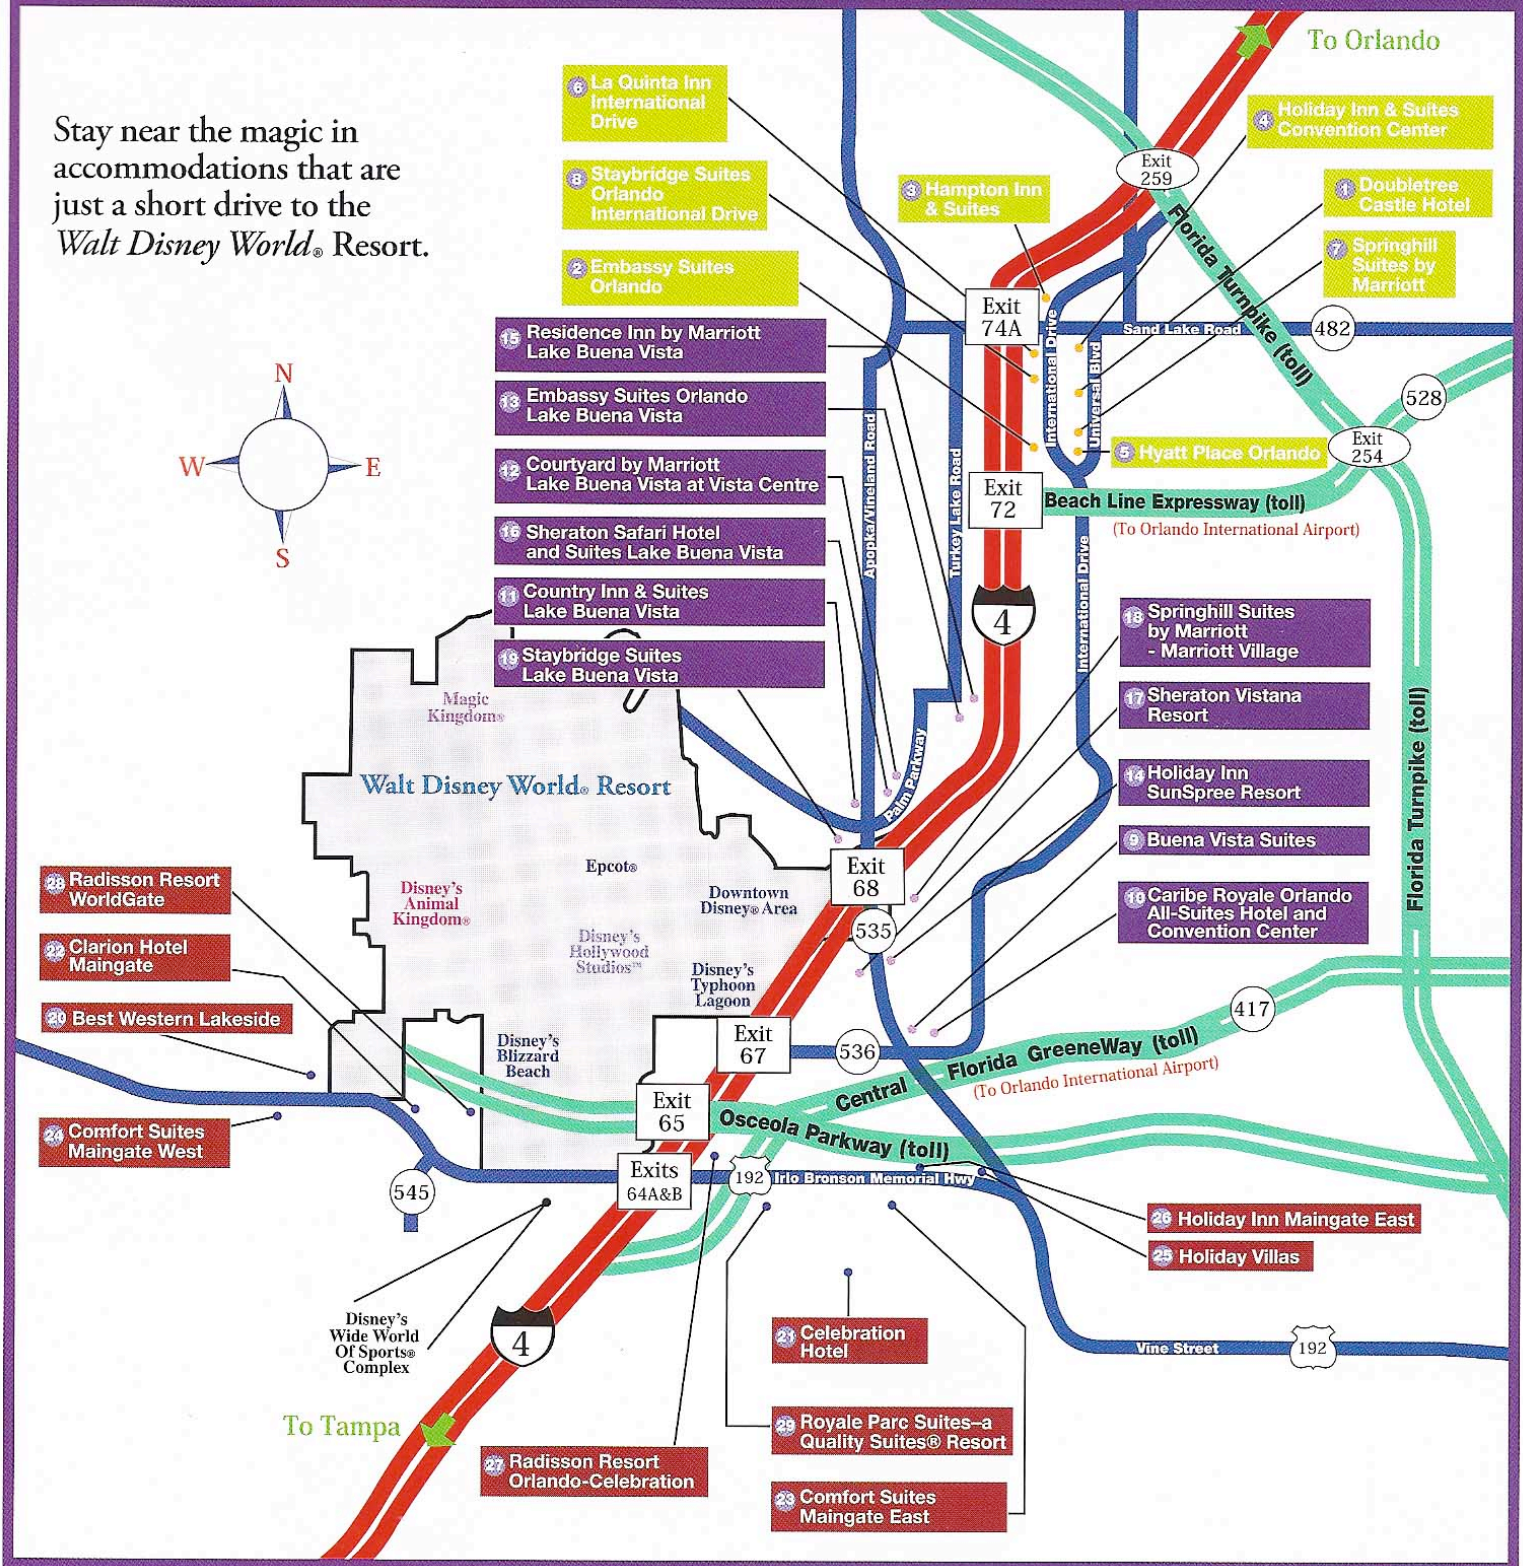 To Orlando
Stay near the magic in
accommodations that are
just a short drive to the
Walt Disney World® Resort.
6 La Quinta Inn
International
Drive
8 Staybridge Suites
Orlando
International Drive
2 Embassy Suites
Orlando
3 Hampton Inn
& Suites
4 Holiday Inn & Suites
Convention Center
Exit
259
1 Doubletree
Castle Hotel
7 Springhill
Suites by
Marriott
Florida Turnpike (toll)
Exit
74A
Sand Lake Road
482
International Drive
Universal Blvd
528
Exit
254
5 Hyatt Place Orlando
15 Residence Inn by Marriott
Lake Buena Vista
13 Embassy Suites Orlando
Lake Buena Vista
12 Courtyard by Marriott
Lake Buena Vista at Vista Centre
16 Sheraton Safari Hotel
and Suites Lake Buena Vista
11 Country Inn & Suites
Lake Buena Vista
19 Staybridge Suites
Lake Buena Vista
N
W
E
S
Apopka/Vineland Road
Turkey Lake Road
Exit
72
Beach Line Expressway (toll)
(To Orlando International Airport)
International Drive
4
18 Springhill Suites
by Marriott
- Marriott Village
17 Sheraton Vistana
Resort
14 Holiday Inn
SunSpree Resort
9 Buena Vista Suites
10 Caribe Royale Orlando
All-Suites Hotel and
Convention Center
Florida Turnpike (toll)
Palm Parkway
Magic
Kingdom®
Walt Disney World® Resort
Epcot®
Disney's
Animal
Kingdom®
Downtown
Disney® Area
Disney's
Hollywood
Studios™
Disney's
Typhoon
Lagoon
Disney's
Blizzard
Beach
Exit
68
535
Exit
67
536
417
Central Florida GreeneWay (toll)
(To Orlando International Airport)
28 Radisson Resort
WorldGate
22 Clarion Hotel
Maingate
20 Best Western Lakeside
24 Comfort Suites
Maingate West
Exit
65
Osceola Parkway (toll)
Exits
64A&B
192
Irlo Bronson Memorial Hwy
545
26 Holiday Inn Maingate East
25 Holiday Villas
Disney's
Wide World
Of Sports®
Complex
4
21 Celebration
Hotel
Vine Street
192
To Tampa
29 Royale Parc Suites–a
Quality Suites® Resort
27 Radisson Resort
Orlando-Celebration
23 Comfort Suites
Maingate East